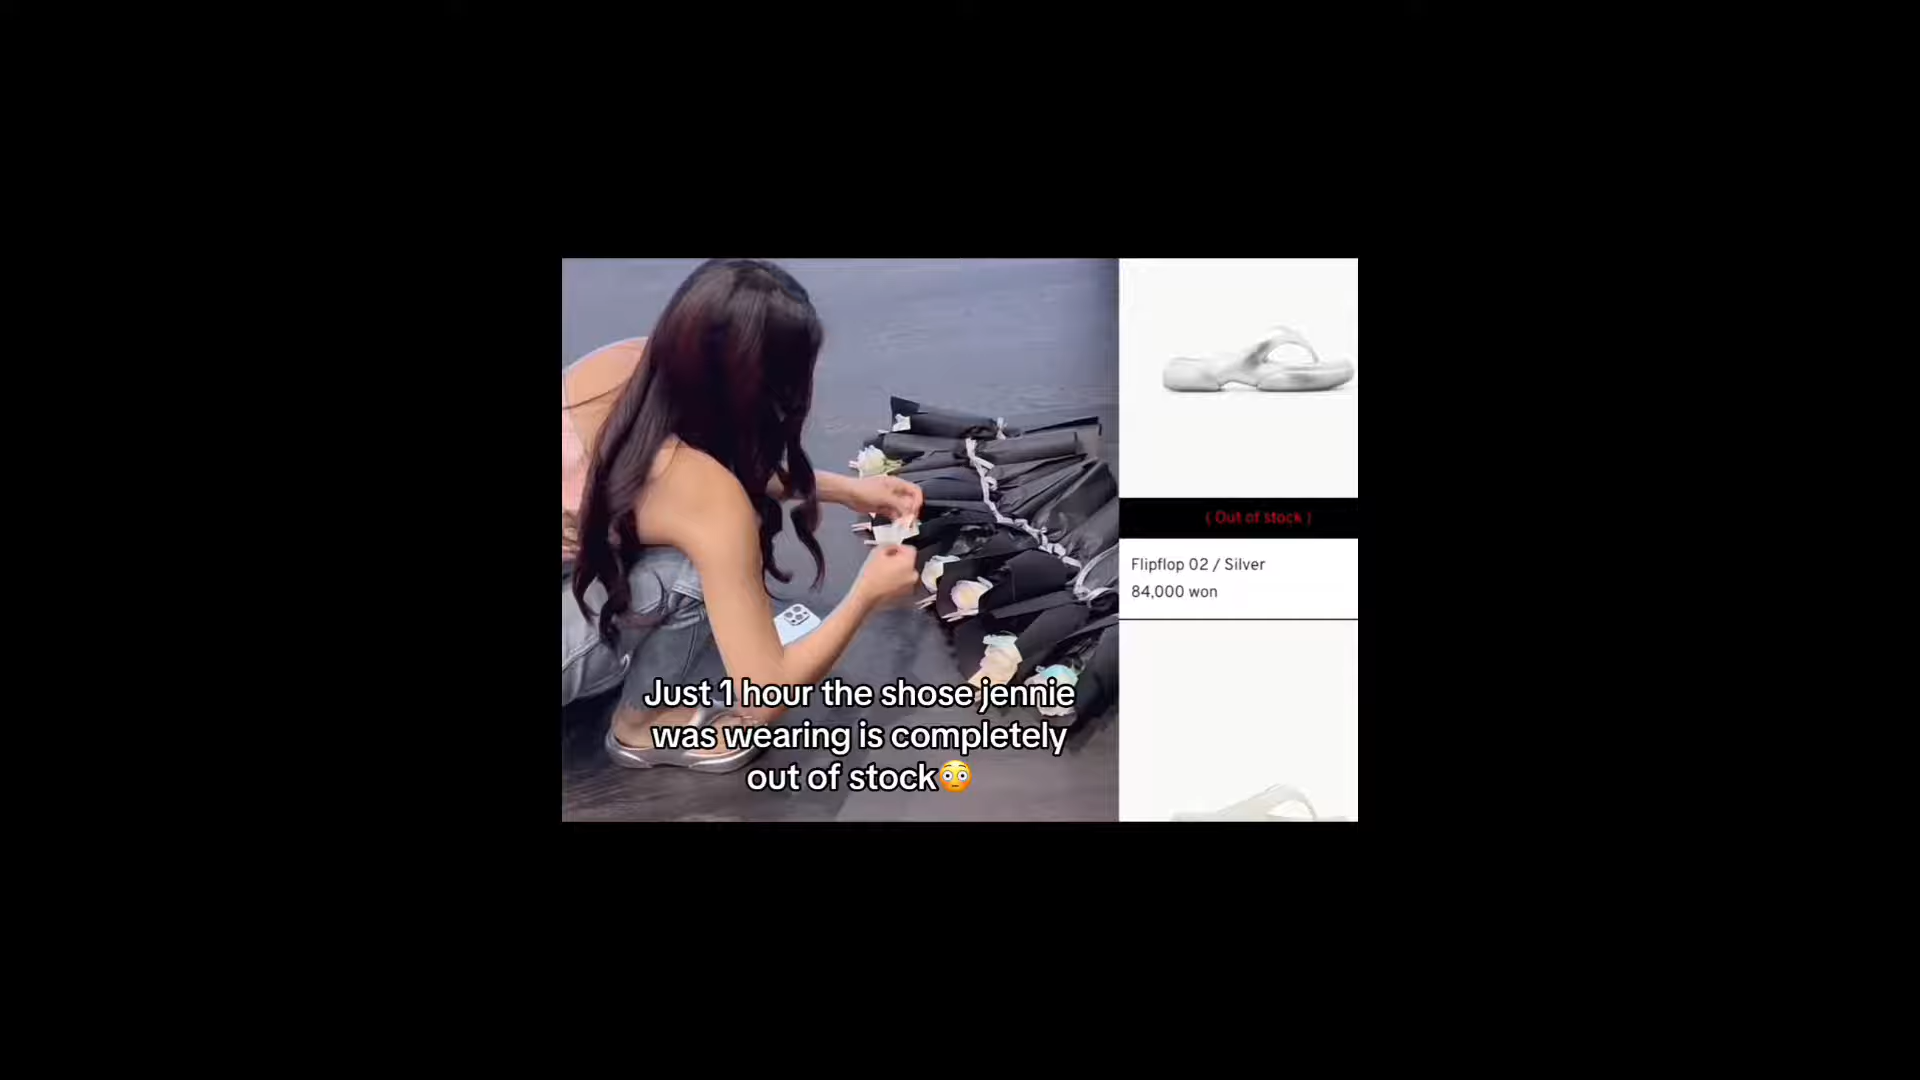 Just 1 hour the shose jennie
was wearing is completely
out of stock😳
( Out of stock )
Flipflop 02 / Silver
84,000 won